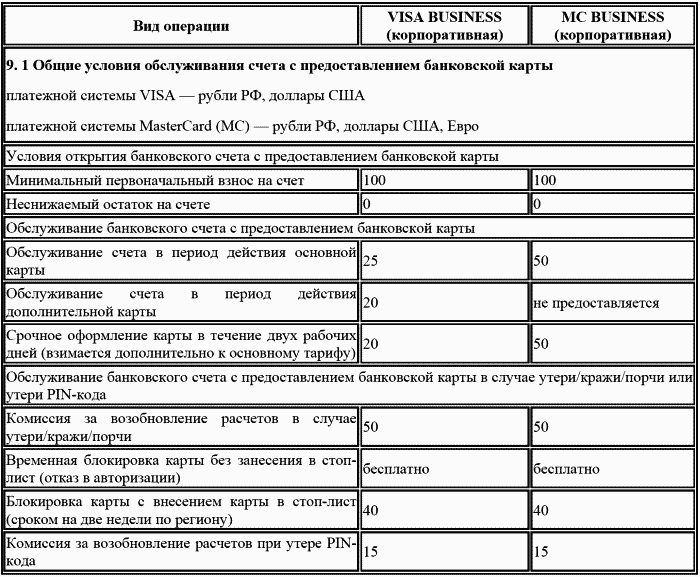 Вид операции
VISA BUSINESS
(корпоративная)
MC BUSINESS
(корпоративная)
9. 1 Общие условия обслуживания счета с предоставлением банковской карты
платежной системы VISA — рубли РФ, доллары США
платежной системы MasterCard (MC) — рубли РФ, доллары США, Евро
Условия открытия банковского счета с предоставлением банковской карты
Минимальный первоначальный взнос на счет
100
100
Неснижаемый остаток на счете
0
0
Обслуживание банковского счета с предоставлением банковской карты
Обслуживание счета в период действия основной
карты
25
50
Обслуживание счета в период действия
дополнительной карты
20
не предоставляется
Срочное оформление карты в течение двух рабочих
дней (взимается дополнительно к основному тарифу)
20
50
Обслуживание банковского счета с предоставлением банковской карты в случае утери/кражи/порчи или
утери PIN-кода
Комиссия за возобновление расчетов в случае
утери/кражи/порчи
50
50
Временная блокировка карты без занесения в стоп-
лист (отказ в авторизации)
бесплатно
бесплатно
Блокировка карты с внесением карты в стоп-лист
(сроком на две недели по региону)
40
40
Комиссия за возобновление расчетов при утере PIN-
кода
15
15